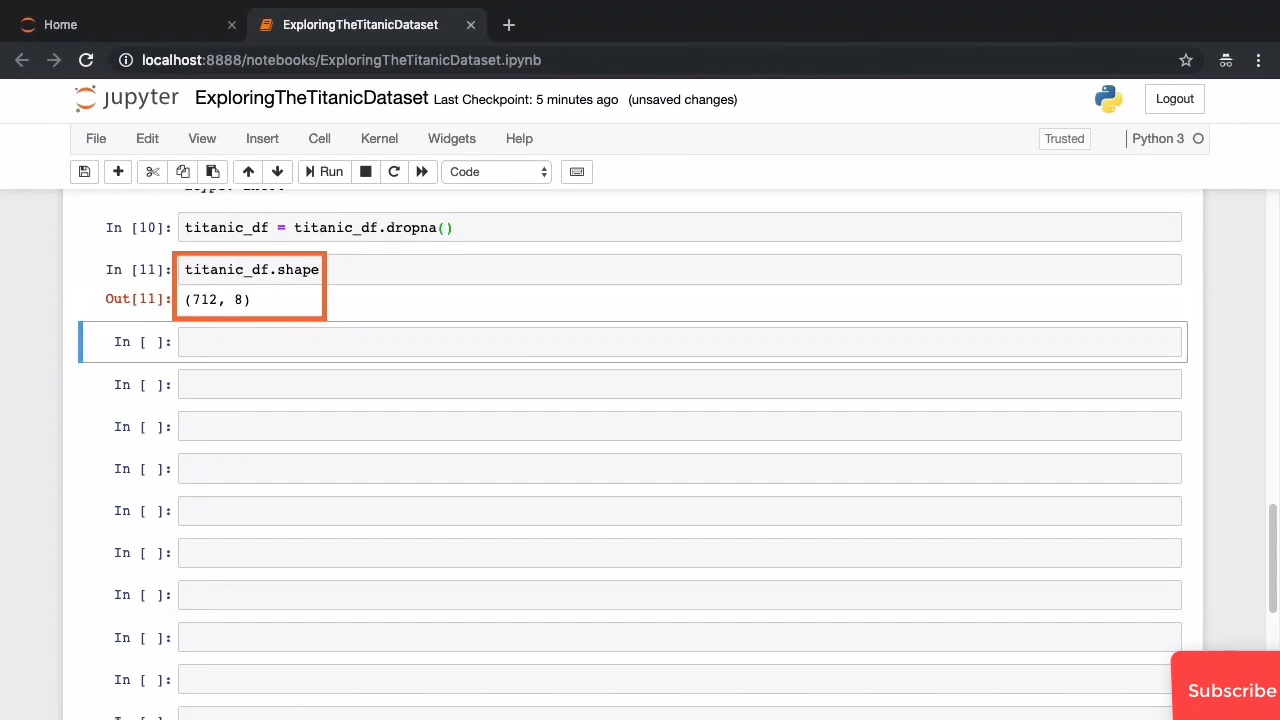 Home
ExploringTheTitanicDataset
localhost:8888/notebooks/ExploringTheTitanicDataset.ipynb
jupyter ExploringTheTitanicDataset Last Checkpoint: 5 minutes ago (unsaved changes)
Logout
File Edit View Insert Cell Kernel Widgets Help
Trusted
Python 3
Run
Code
In [10]: titanic_df = titanic_df.dropna()
In [11]: titanic_df.shape
Out[11]: (712, 8)
In [ ]:
In [ ]:
In [ ]:
In [ ]:
In [ ]:
In [ ]:
In [ ]:
In [ ]:
In [ ]:
Subscribe